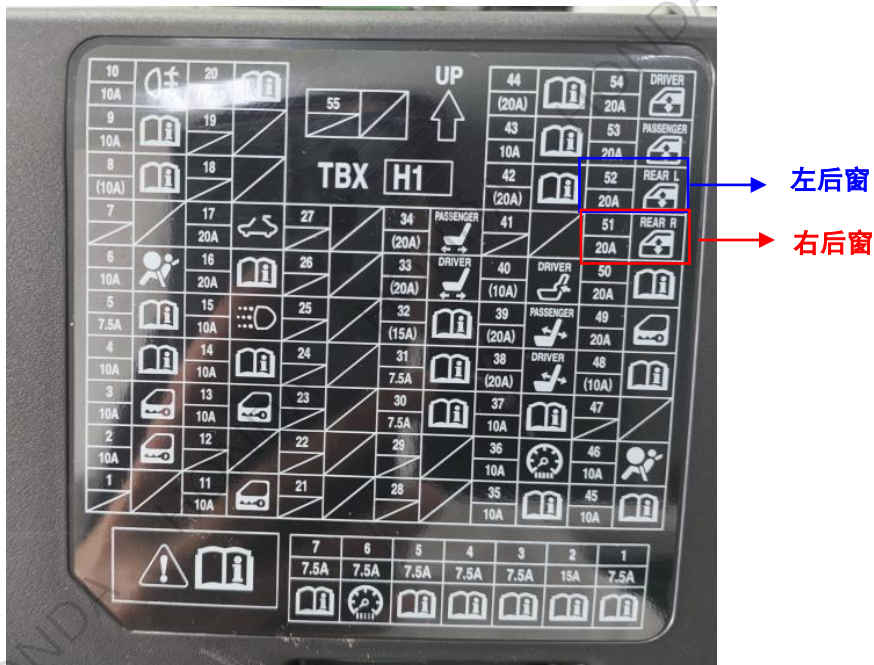 UP
TBX H1
55
10 10A
9 10A
8 (10A)
7
6 10A
5 7.5A
4 10A
3 10A
2 10A
1
20
19
18
17 20A
16 20A
15 10A
14 10A
13 10A
12
11 10A
27
26
25
24
23
22
21
34 (20A) PASSENGER
33 (20A) DRIVER
32 (15A)
31 7.5A
30 7.5A
29
28
44 (20A)
43 10A
42 (20A)
41
40 (10A) DRIVER
39 (20A) PASSENGER
38 (20A) DRIVER
37 10A
36 10A
35 10A
54 20A DRIVER
53 20A PASSENGER
52 20A REAR L
51 20A REAR R
50 20A
49 20A
48 (10A)
47
46 10A
45 10A
左后窗
右后窗
7 6 5 4 3 2 1
7.5A 7.5A 7.5A 7.5A 7.5A 15A 7.5A